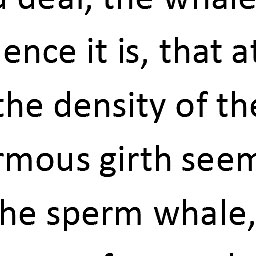 deal, the whale
ence it is, that at
the density of the
rmous girth seem
he sperm whale,